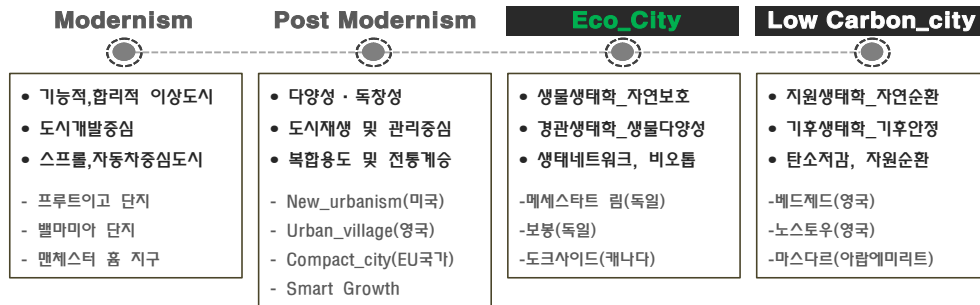 Modernism
• 기능적,합리적 이상도시
• 도시개발중심
• 스프롤,자동차중심도시
- 프루트이고 단지
- 밸마미아 단지
- 맨체스터 홈 지구
Post Modernism
• 다양성 · 독창성
• 도시재생 및 관리중심
• 복합용도 및 전통계승
- New_urbanism(미국)
- Urban_village(영국)
- Compact_city(EU국가)
- Smart Growth
Eco_City
• 생물생태학_자연보호
• 경관생태학_생물다양성
• 생태네트워크, 비오톱
-메세스타트 림(독일)
-보봉(독일)
-도크사이드(캐나다)
Low Carbon_city
• 지원생태학_자연순환
• 기후생태학_기후안정
• 탄소저감, 자원순환
-베드제드(영국)
-노스토우(영국)
-마스다르(아랍에미리트)